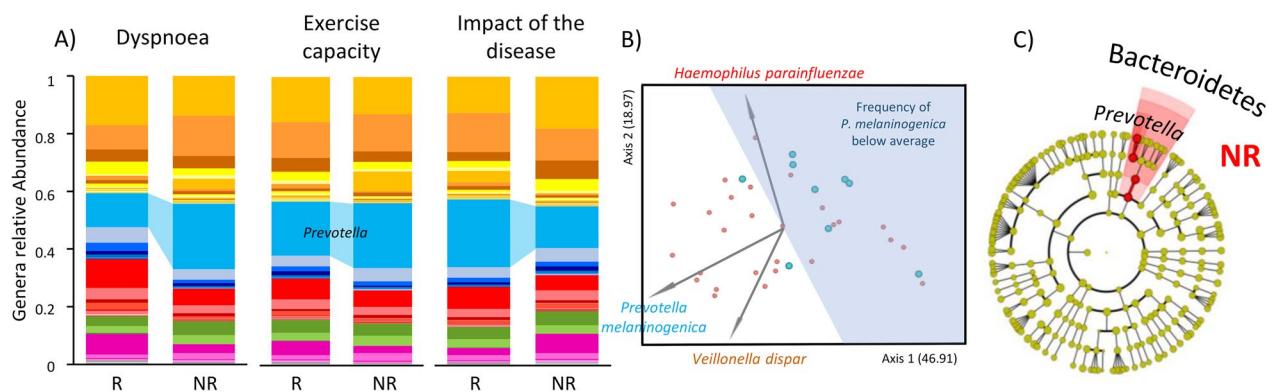 A)
Dyspnoea
Exercise
capacity
Impact of the
disease
Genera relative Abundance
1
0.8
0.6
0.4
0.2
0
Prevotella
R
NR
R
NR
R
NR
B)
Haemophilus parainfluenzae
Axis 2 (18.97)
Frequency of
P. melaninogenica
below average
Prevotella
melaninogenica
Veillonella dispar
Axis 1 (46.91)
C)
Bacteroidetes
Prevotella
NR